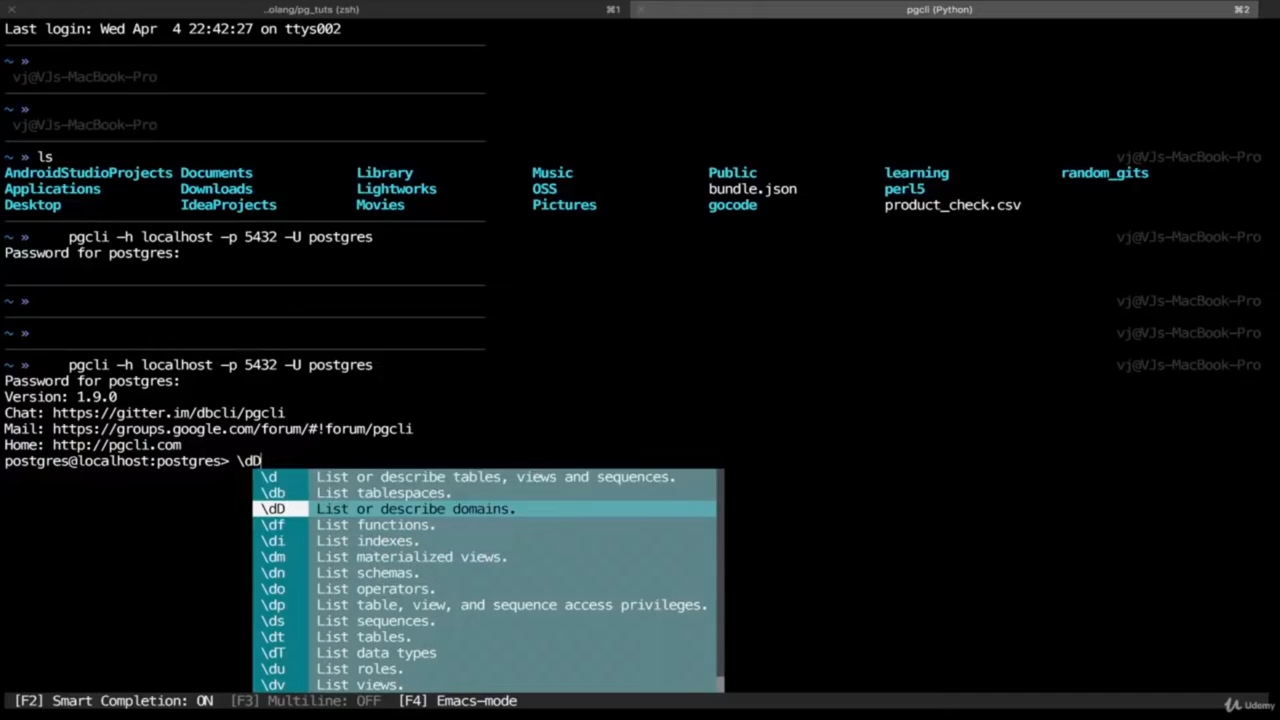 ..olang/pg_tuts (zsh) ⌘1 pgcli (Python) ⌘2
Last login: Wed Apr  4 22:42:27 on ttys002
~ »
vj@VJs-MacBook-Pro
~ »
vj@VJs-MacBook-Pro
~ » ls vj@VJs-MacBook-Pro
AndroidStudioProjects Documents Library Music Public learning random_gits
Applications Downloads Lightworks OSS bundle.json perl5
Desktop IdeaProjects Movies Pictures gocode product_check.csv
~ » pgcli -h localhost -p 5432 -U postgres vj@VJs-MacBook-Pro
Password for postgres:
~ » vj@VJs-MacBook-Pro
~ » vj@VJs-MacBook-Pro
~ » pgcli -h localhost -p 5432 -U postgres vj@VJs-MacBook-Pro
Password for postgres:
Version: 1.9.0
Chat: https://gitter.im/dbcli/pgcli
Mail: https://groups.google.com/forum/#!forum/pgcli
Home: http://pgcli.com
postgres@localhost:postgres> \dD
\d List or describe tables, views and sequences.
\db List tablespaces.
\dD List or describe domains.
\df List functions.
\di List indexes.
\dm List materialized views.
\dn List schemas.
\do List operators.
\dp List table, view, and sequence access privileges.
\ds List sequences.
\dt List tables.
\dT List data types
\du List roles.
\dv List views.
[F2] Smart Completion: ON [F3] Multiline: OFF [F4] Emacs-mode
Udemy